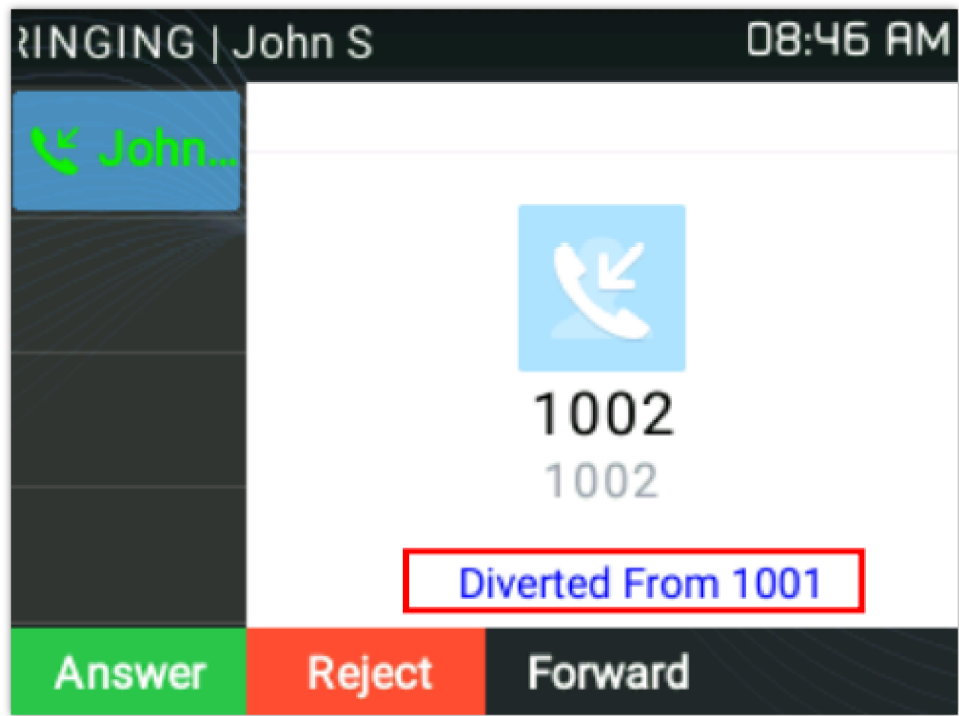 RINGING | John S
08:46 AM
John...
1002
1002
Diverted From 1001
Answer
Reject
Forward